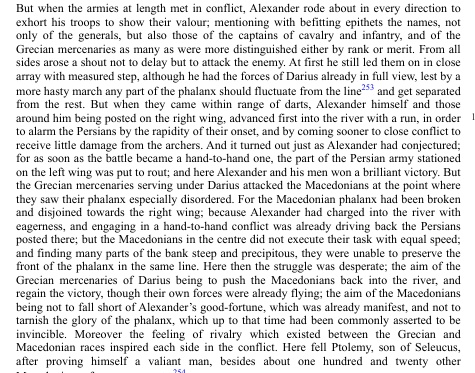 But when the armies at length met in conflict, Alexander rode about in every direction to
exhort his troops to show their valour; mentioning with befitting epithets the names, not
only of the generals, but also those of the captains of cavalry and infantry, and of the
Grecian mercenaries as many as were more distinguished either by rank or merit. From all
sides arose a shout not to delay but to attack the enemy. At first he still led them on in close
array with measured step, although he had the forces of Darius already in full view, lest by
a more hasty march any part of the phalanx should fluctuate from the line253 and get separated
from the rest. But when they came within range of darts, Alexander himself and those
around him being posted on the right wing, advanced first into the river with a run, in order
to alarm the Persians by the rapidity of their onset, and by coming sooner to close conflict to
receive little damage from the archers. And it turned out just as Alexander had conjectured;
for as soon as the battle became a hand-to-hand one, the part of the Persian army stationed
on the left wing was put to rout; and here Alexander and his men won a brilliant victory. But
the Grecian mercenaries serving under Darius attacked the Macedonians at the point where
they saw their phalanx especially disordered. For the Macedonian phalanx had been broken
and disjoined towards the right wing; because Alexander had charged into the river with
eagerness, and engaging in a hand-to-hand conflict was already driving back the Persians
posted there; but the Macedonians in the centre did not execute their task with equal speed;
and finding many parts of the bank steep and precipitous, they were unable to preserve the
front of the phalanx in the same line. Here then the struggle was desperate; the aim of the
Grecian mercenaries of Darius being to push the Macedonians back into the river, and
regain the victory, though their own forces were already flying; the aim of the Macedonians
being not to fall short of Alexander's good-fortune, which was already manifest, and not to
tarnish the glory of the phalanx, which up to that time had been commonly asserted to be
invincible. Moreover the feeling of rivalry which existed between the Grecian and
Macedonian races inspired each side in the conflict. Here fell Ptolemy, son of Seleucus,
after proving himself a valiant man, besides about one hundred and twenty other
254